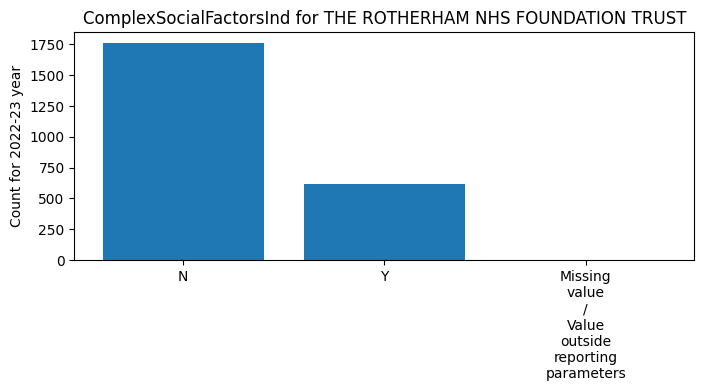 ComplexSocialFactorsInd for THE ROTHERHAM NHS FOUNDATION TRUST
Count for 2022-23 year
1750
1500
1250
1000
750
500
250
0
N
Y
Missing
value
/
Value
outside
reporting
parameters